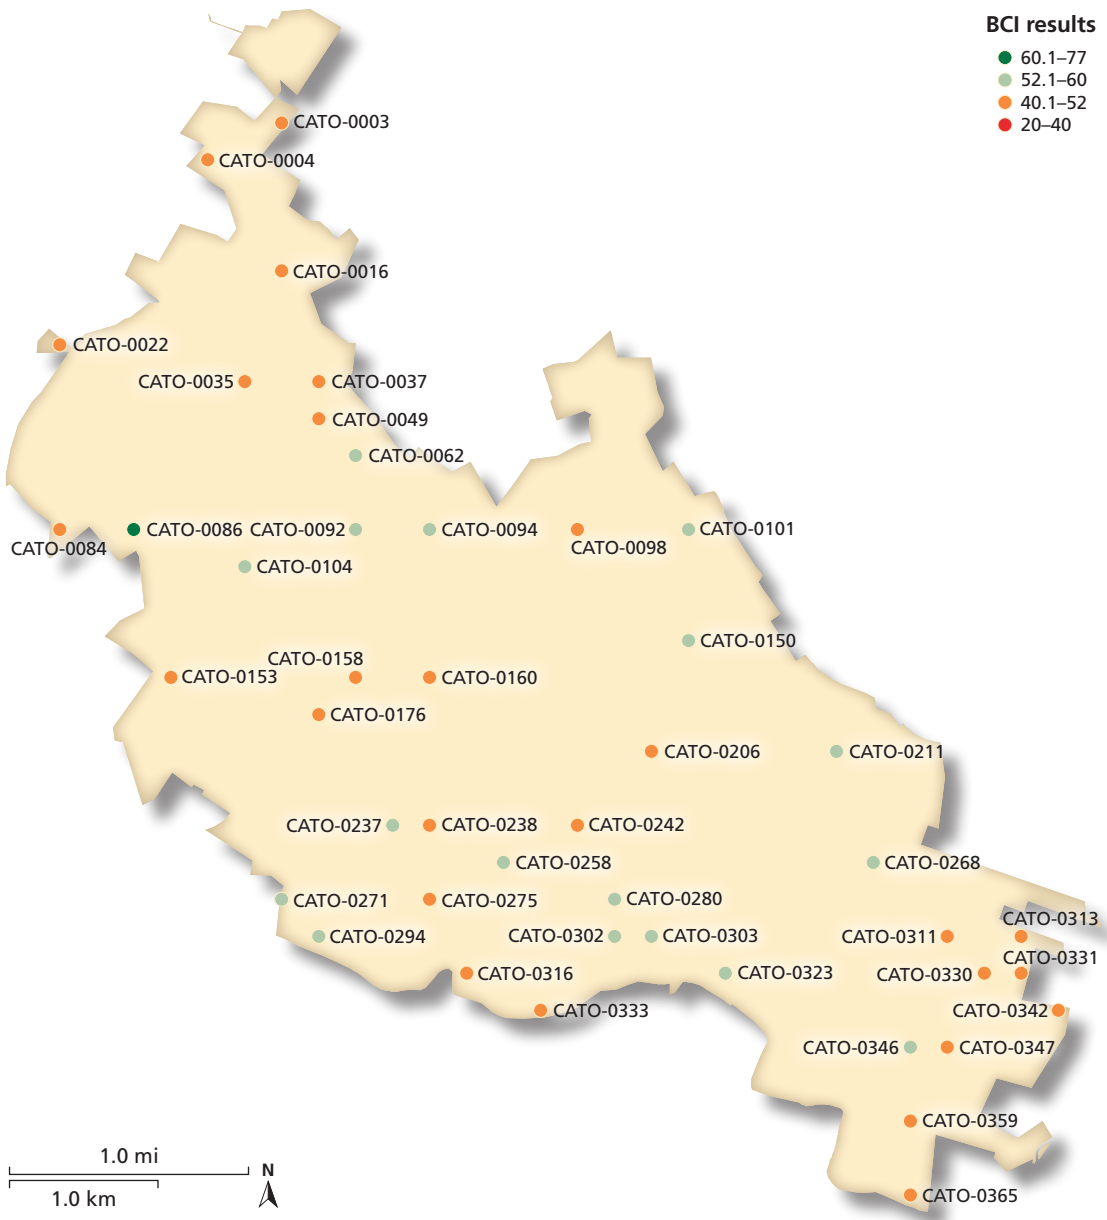 BCI results
60.1–77
52.1–60
40.1–52
20–40
CATO-0003
CATO-0004
CATO-0016
CATO-0022
CATO-0035
CATO-0037
CATO-0049
CATO-0062
CATO-0086
CATO-0092
CATO-0094
CATO-0101
CATO-0084
CATO-0098
CATO-0104
CATO-0150
CATO-0158
CATO-0153
CATO-0160
CATO-0176
CATO-0206
CATO-0211
CATO-0237
CATO-0238
CATO-0242
CATO-0258
CATO-0268
CATO-0271
CATO-0275
CATO-0280
CATO-0313
CATO-0294
CATO-0302
CATO-0303
CATO-0311
CATO-0331
CATO-0316
CATO-0323
CATO-0330
CATO-0333
CATO-0342
CATO-0346
CATO-0347
CATO-0359
CATO-0365
1.0 mi
1.0 km
N